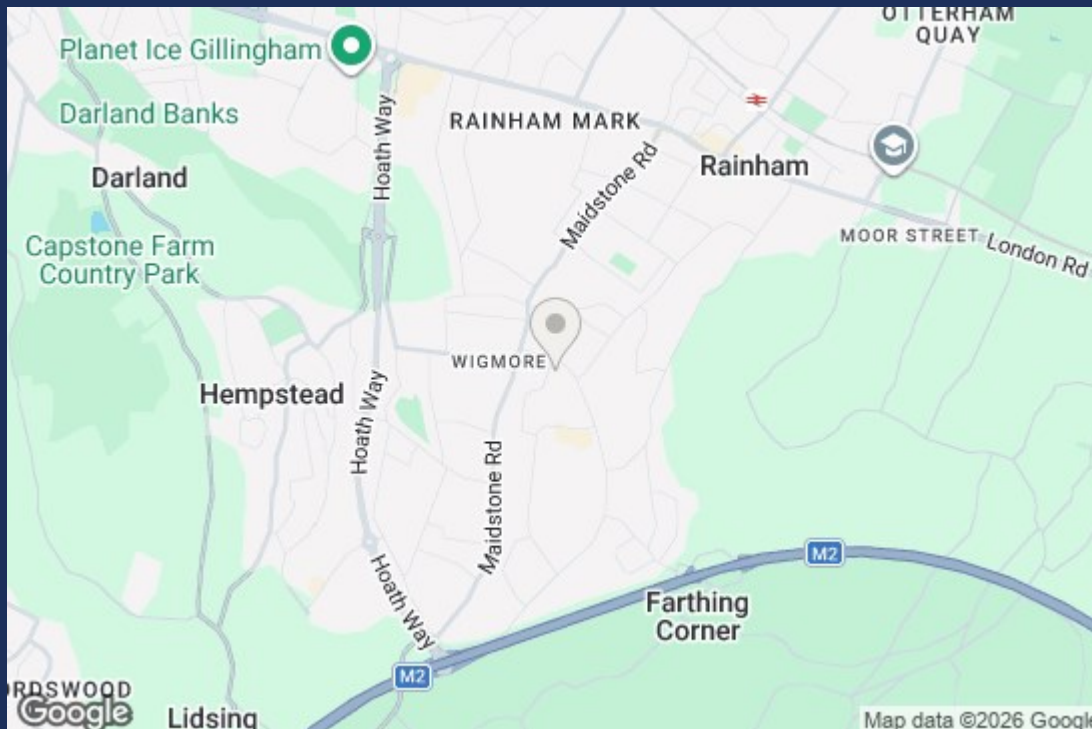 OTTERHAM
QUAY
Planet Ice Gillingham
Darland Banks
RAINHAM MARK
Hoath Way
Rainham
Darland
Maidstone Rd
MOOR STREET
London Rd
Capstone Farm
Country Park
WIGMORE
Hempstead
Hoath Way
Maidstone Rd
M2
Hoath Way
Farthing
Corner
M2
ORDSWOOD
Google
Lidsing
Map data ©2026 Google